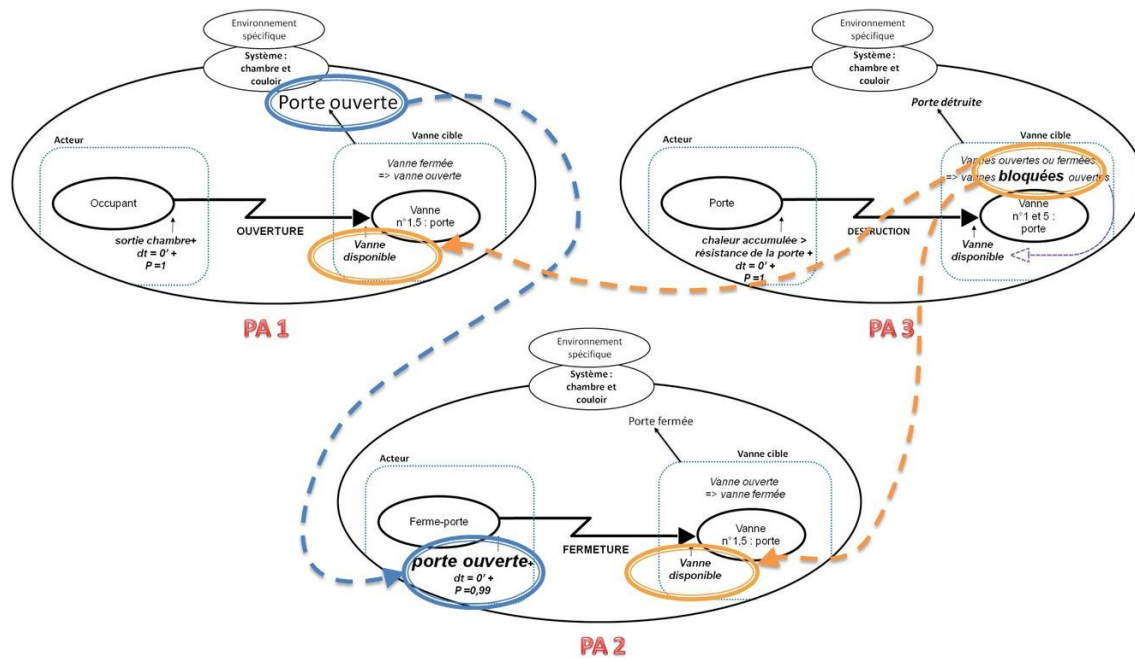 Environnement
spécifique
Système :
chambre et
couloir
Porte ouverte
Acteur
Vanne cible
Vanne fermée
=> vanne ouverte
Occupant
Vanne
n°1,5 : porte
sortie chambre+
dt = 0' +
P =1
OUVERTURE
Vanne
disponible
PA 1
Environnement
spécifique
Système :
chambre et
couloir
Porte détruite
Acteur
Vanne cible
Vannes ouvertes ou fermées
=> vannes bloquées ouvertes
Porte
Vanne
n°1 et 5 :
porte
chaleur accumulée >
résistance de la porte +
dt = 0' +
P =1
DESTRUCTION
Vanne
disponible
PA 3
Environnement
spécifique
Système :
chambre et
couloir
Porte fermée
Acteur
Vanne cible
Vanne ouverte
=> vanne fermée
Ferme-porte
Vanne
n°1,5 : porte
porte ouverte+
dt = 0' +
P =0,99
FERMETURE
Vanne
disponible
PA 2